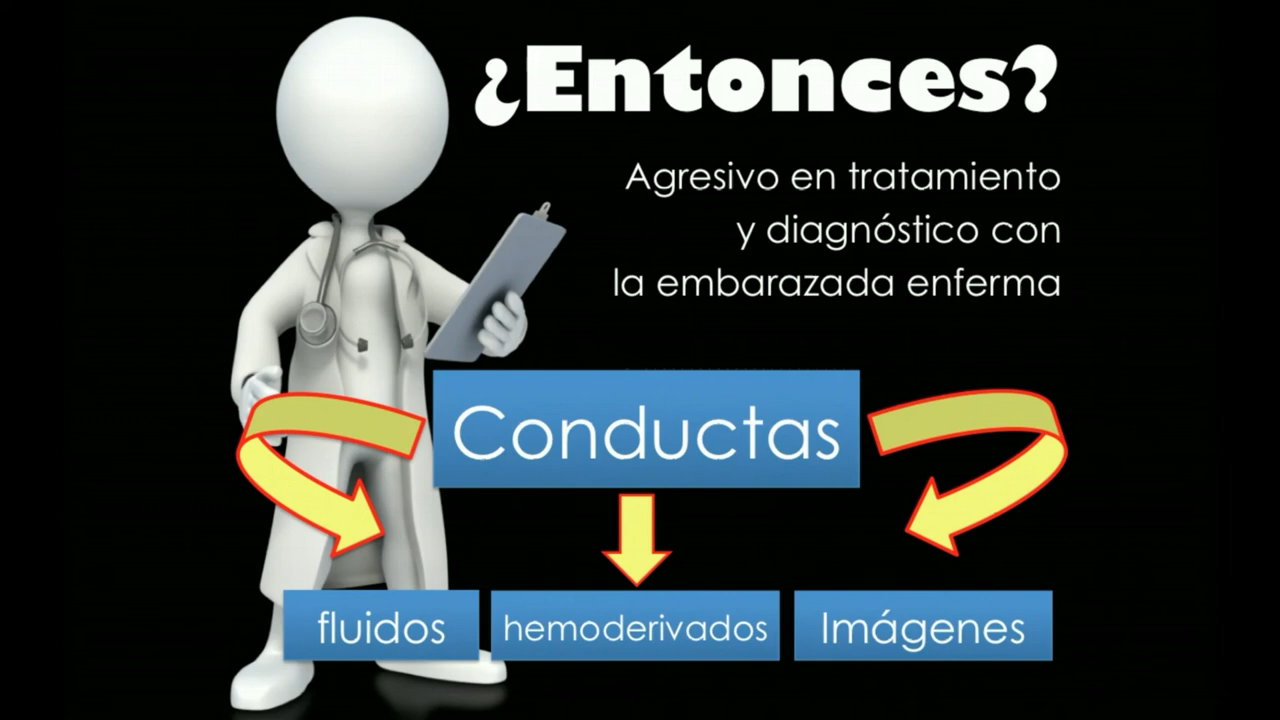 ¿Entonces?
Agresivo en tratamiento
y diagnóstico con
la embarazada enferma
Conductas
fluidos
hemoderivados
Imágenes